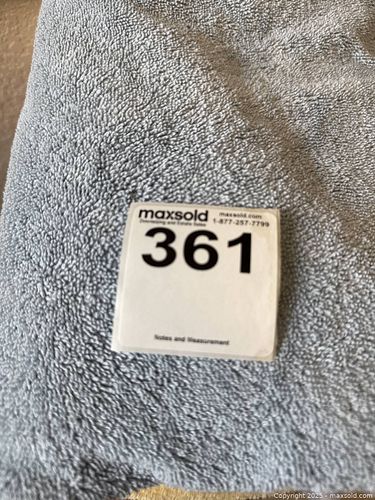 maxsold maxsold.com
Downsizing and Estate Sales 1-877-257-7799
361
Notes and Measurement
Copyright 2025 - maxsold.com